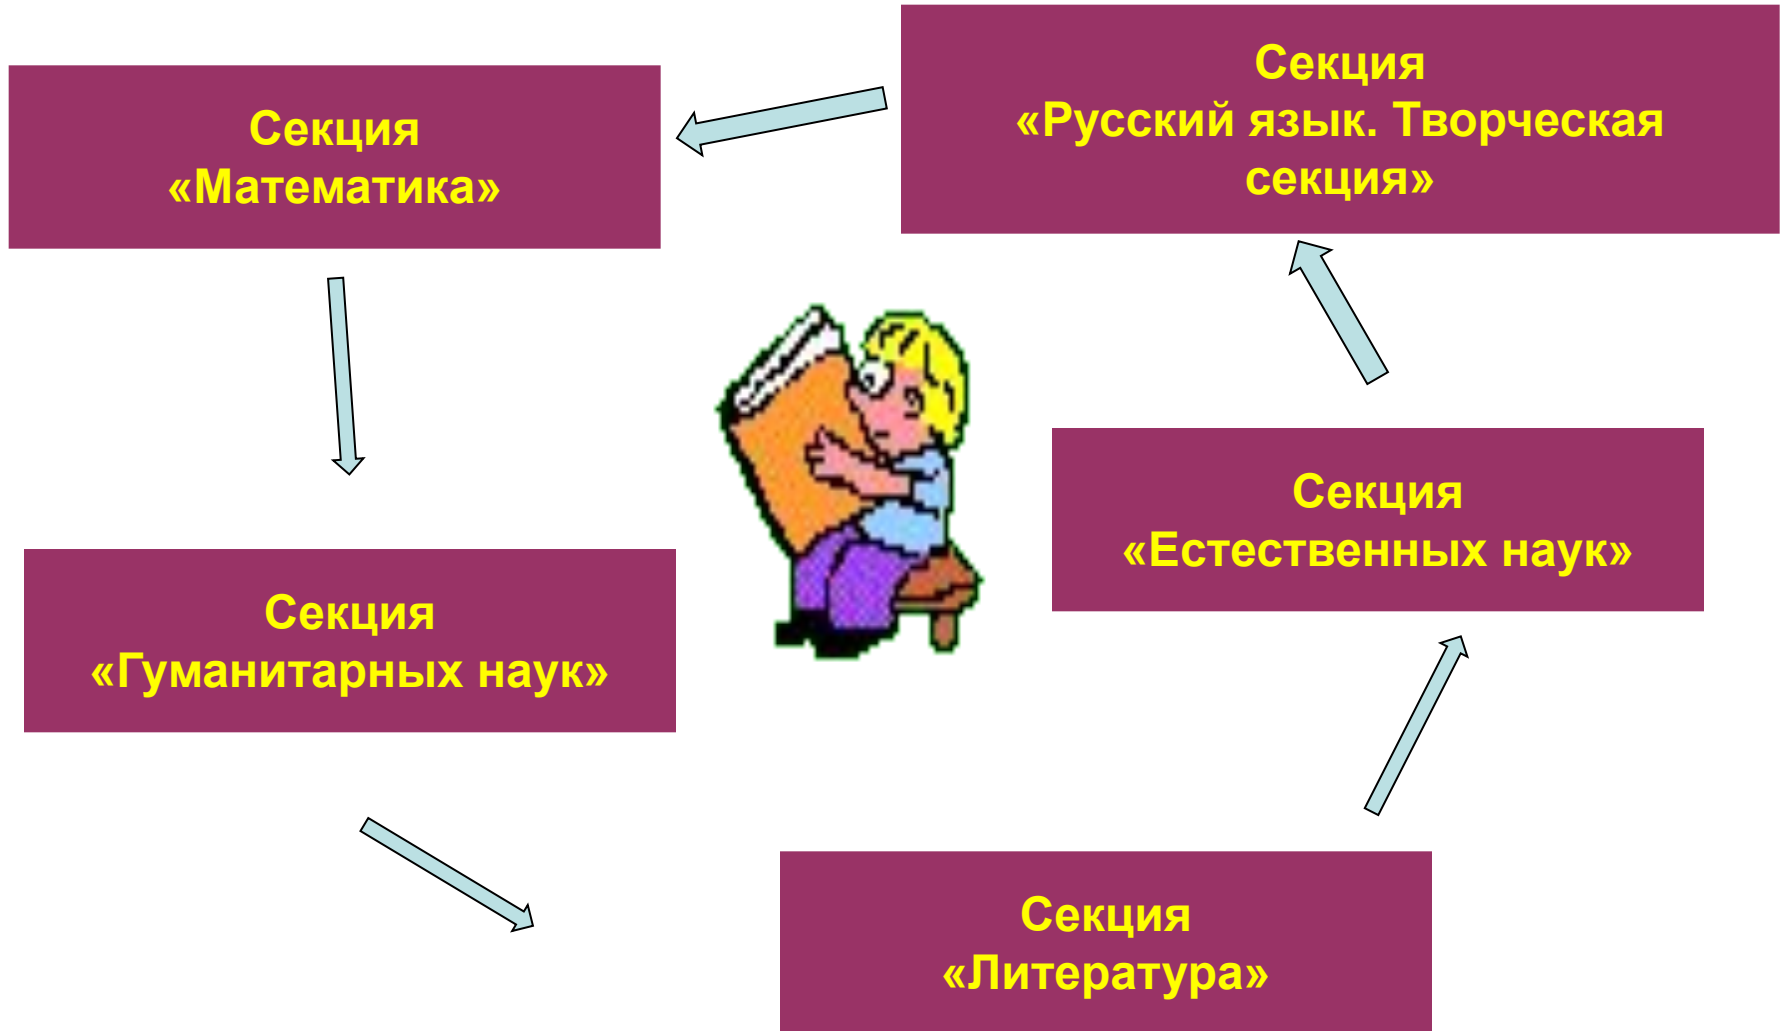 Секция
«Русский язык. Творческая
секция»
Секция
«Математика»
Секция
«Естественных наук»
Секция
«Гуманитарных наук»
Секция
«Литература»